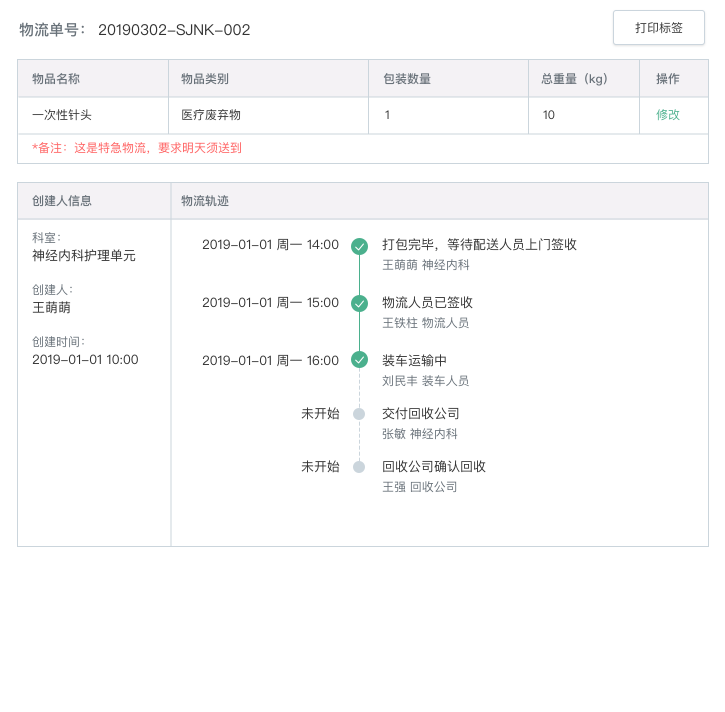 物流单号： 20190302-SJNK-002
打印标签
物品名称 物品类别 包装数量 总重量（kg） 操作
一次性针头 医疗废弃物 1 10 修改
*备注：这是特急物流，要求明天须送到
创建人信息 物流轨迹
科室：
神经内科护理单元
创建人：
王萌萌
创建时间：
2019-01-01 10:00
2019-01-01 周一 14:00 打包完毕，等待配送人员上门签收
王萌萌 神经内科
2019-01-01 周一 15:00 物流人员已签收
王铁柱 物流人员
2019-01-01 周一 16:00 装车运输中
刘民丰 装车人员
未开始 交付回收公司
张敏 神经内科
未开始 回收公司确认回收
王强 回收公司